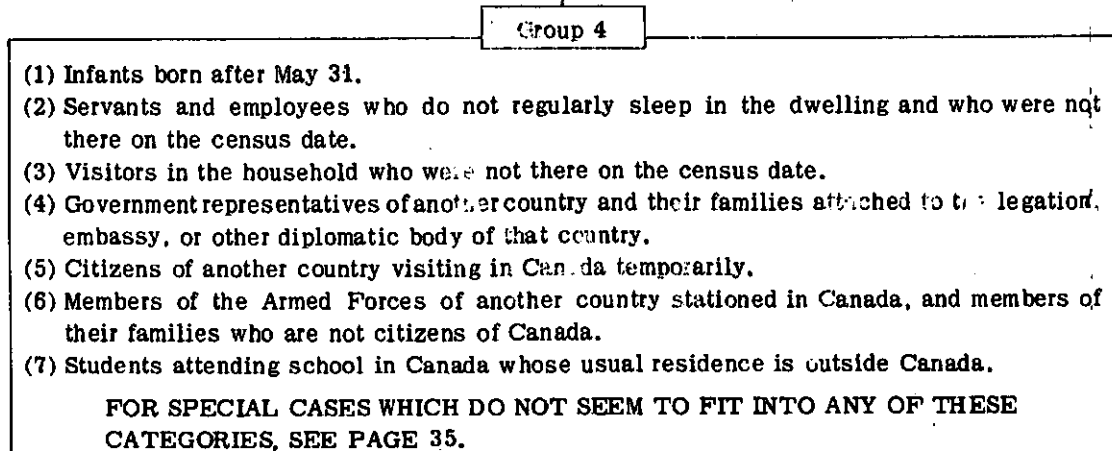 Group 4
(1) Infants born after May 31.
(2) Servants and employees who do not regularly sleep in the dwelling and who were not
there on the census date.
(3) Visitors in the household who were not there on the census date.
(4) Government representatives of another country and their families attached to the legation,
embassy, or other diplomatic body of that country.
(5) Citizens of another country visiting in Canada temporarily.
(6) Members of the Armed Forces of another country stationed in Canada, and members of
their families who are not citizens of Canada.
(7) Students attending school in Canada whose usual residence is outside Canada.
FOR SPECIAL CASES WHICH DO NOT SEEM TO FIT INTO ANY OF THESE
CATEGORIES, SEE PAGE 35.